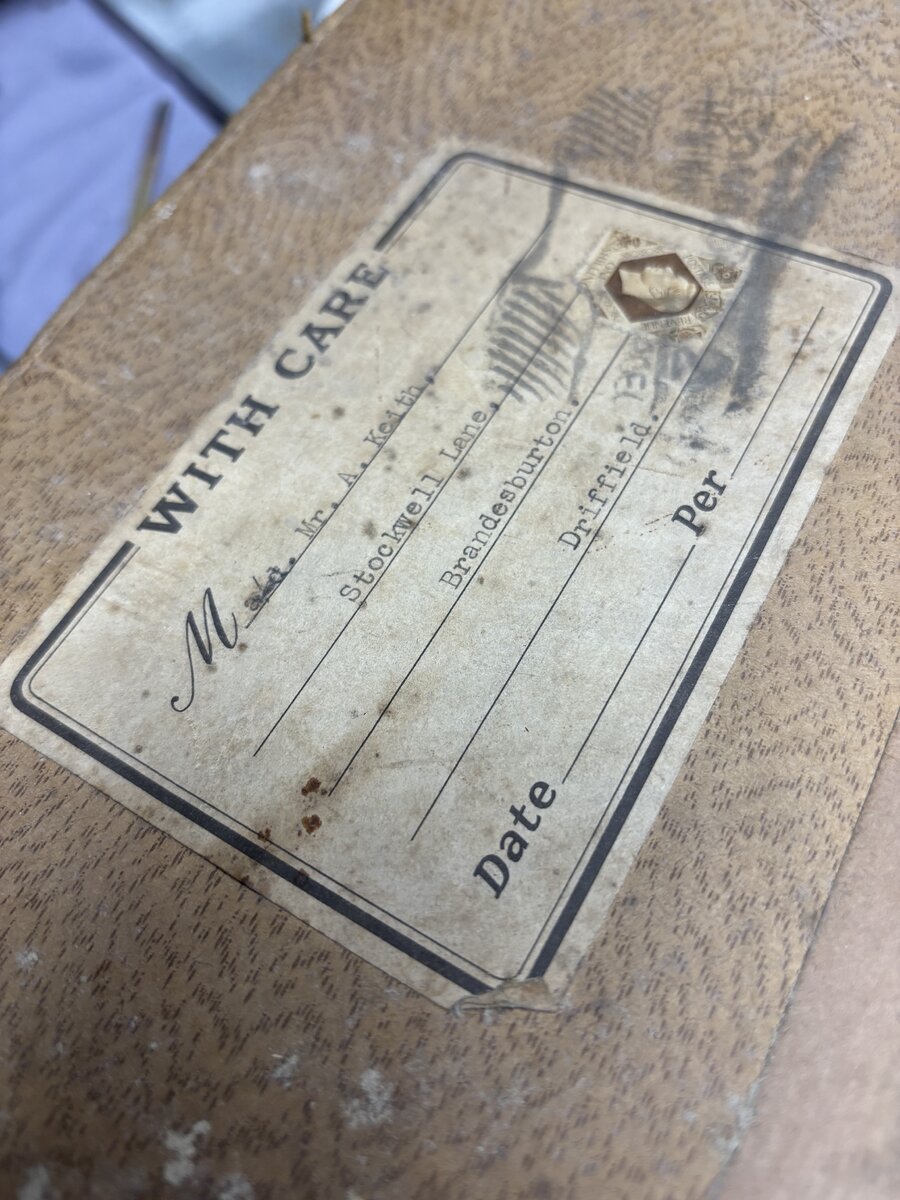 WITH CARE
M Mr. A. Keith,
Stockwell Lane,
Brandesburton.
Driffield.
Per
Date